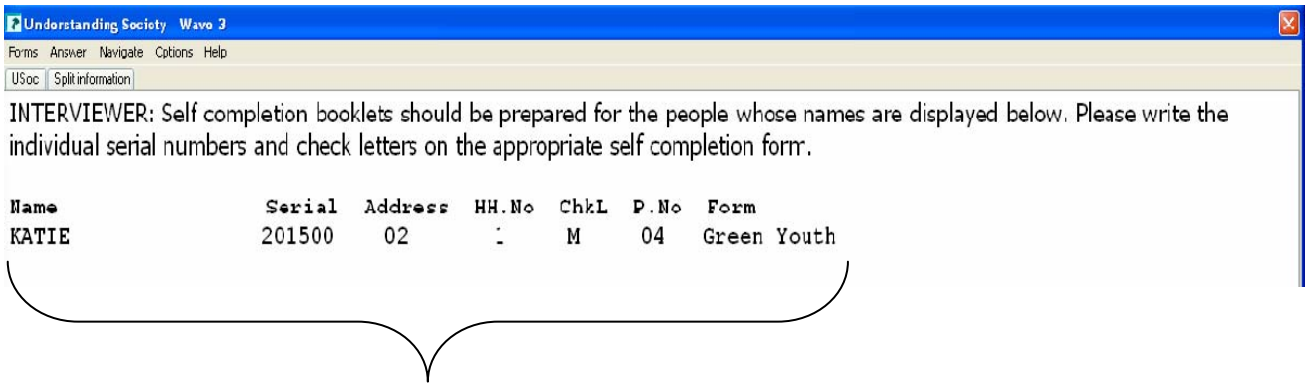 Understanding Society Wave 3
Forms Answer Navigate Options Help
USoc Split information
INTERVIEWER: Self completion booklets should be prepared for the people whose names are displayed below. Please write the
individual serial numbers and check letters on the appropriate self completion form.
Name Serial Address HH.No ChkL P.No Form
KATIE 201500 02 M 04 Green Youth